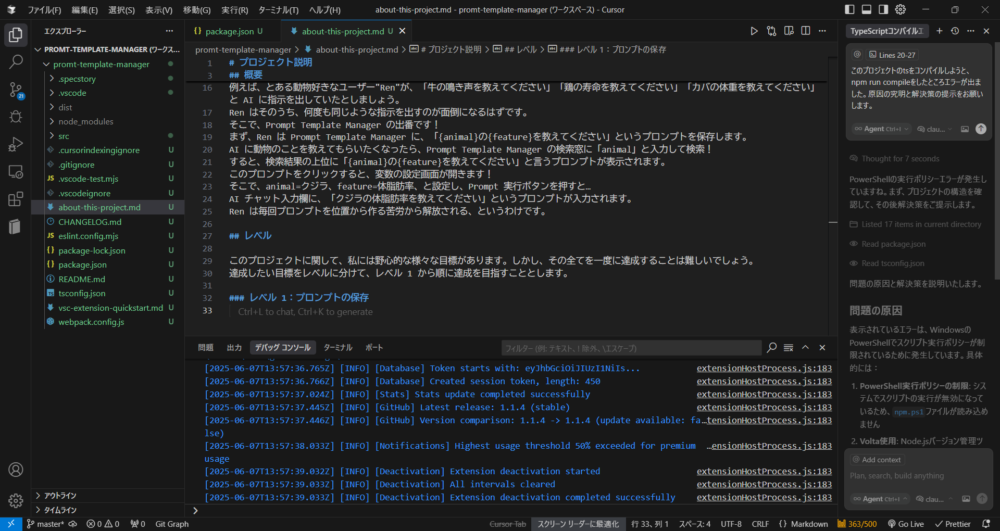 ファイル(F) 編集(E) 選択(S) 表示(V) 移動(G) 実行(R) ターミナル(T) ヘルプ(H) about-this-project.md - promt-template-manager (ワークスペース) - Cursor
エクスプローラー
PROMT-TEMPLATE-MANAGER (ワークス...
promt-template-manager
.specstory
.vscode
dist
node_modules
src
.cursorindexingignore U
.gitignore U
JS .vscode-test.mjs U
.vscodeignore U
about-this-project.md U
CHANGELOG.md U
JS eslint.config.mjs U
{} package-lock.json U
{} package.json U
README.md U
TS tsconfig.json U
vsc-extension-quickstart.md U
webpack.config.js U
アウトライン
タイムライン
21
{} package.json U
about-this-project.md U
promt-template-manager > about-this-project.md > # プロジェクト説明 > ## レベル > ### レベル 1：プロンプトの保存
1 # プロジェクト説明
3 ## 概要
16 例えば、とある動物好きなユーザー"Ren"が、「牛の鳴き声を教えてください」「鶏の寿命を教えてください」「カバの体重を教えてください」
と AI に指示を出していたとしましょう。
17 Ren はそのうち、何度も同じような指示を出すのが面倒になるはずです。
18 そこで、Prompt Template Manager の出番です！
19 まず、Ren は Prompt Template Manager に、「{animal}の{feature}を教えてください」というプロンプトを保存します。
20 AI に動物のことを教えてもらいたくなったら、Prompt Template Manager の検索窓に「animal」と入力して検索！
21 すると、検索結果の上位に「{animal}の{feature}を教えてください」と言うプロンプトが表示されます。
22 このプロンプトをクリックすると、変数の設定画面が開きます！
23 そこで、animal=クジラ、feature=体脂肪率、と設定し、Prompt 実行ボタンを押すと…
24 AI チャット入力欄に、「クジラの体脂肪率を教えてください」というプロンプトが入力されます。
25 Ren は毎回プロンプトを位置から作る苦労から解放される、というわけです。
26
27 ## レベル
28
29 このプロジェクトに関して、私には野心的な様々な目標があります。しかし、その全てを一度に達成することは難しいでしょう。
30 達成したい目標をレベルに分けて、レベル 1 から順に達成を目指すこととします。
31
32 ### レベル 1：プロンプトの保存
33 Ctrl+L to chat, Ctrl+K to generate
問題 出力 デバッグ コンソール ターミナル ポート フィルター (例: テキスト、!除外、\エスケープ)
[2025-06-07T13:57:36.765Z] [INFO] [Database] Token starts with: eyJhbGciOiJIUzI1NiIs... extensionHostProcess.js:183
[2025-06-07T13:57:36.766Z] [INFO] [Database] Created session token, length: 450 extensionHostProcess.js:183
[2025-06-07T13:57:37.024Z] [INFO] [Stats] Stats update completed successfully extensionHostProcess.js:183
[2025-06-07T13:57:37.445Z] [INFO] [GitHub] Latest release: 1.1.4 (stable) extensionHostProcess.js:183
[2025-06-07T13:57:37.446Z] [INFO] [GitHub] Version comparison: 1.1.4 -> 1.1.4 (update available: fa …tensionHostProcess.js:183
lse)
[2025-06-07T13:57:38.033Z] [INFO] [Notifications] Highest usage threshold 50% exceeded for premium …ensionHostProcess.js:183
usage
[2025-06-07T13:57:39.032Z] [INFO] [Deactivation] Extension deactivation started extensionHostProcess.js:183
[2025-06-07T13:57:39.033Z] [INFO] [Deactivation] All intervals cleared extensionHostProcess.js:183
[2025-06-07T13:57:39.033Z] [INFO] [Deactivation] Extension deactivation completed successfully extensionHostProcess.js:183
TypeScriptコンパイルエ
@ Lines 20-27
このプロジェクトのtsをコンパイルしようと、
npm run compileをしたところエラーが出ま
した。原因の究明と解決策の提示をお願い
します。
∞ Agent Ctrl+I clau...
Thought for 7 seconds
PowerShellの実行ポリシーエラーが発生し
ていますね。まず、プロジェクトの構造を確
認して、その後解決策をご提示します。
Listed 17 items in current directory
Read package.json
Read tsconfig.json
問題の原因と解決策を説明いたします。
問題の原因
表示されているエラーは、Windowsの
PowerShellでスクリプト実行ポリシーが制
限されているために発生しています。具体
的には：
1. PowerShell実行ポリシーの制限: シス
テムでスクリプトの実行が無効になって
いるため、npm.ps1ファイルが読み込め
ません
2. Volta使用: Node.jsバージョン管理ツ
@ Add context
Plan, search, build anything
∞ Agent Ctrl+I clau...
master* 0 0 0 Git Graph Cursor Tab スクリーン リーダーに最適化 行 33、列 1 スペース: 4 UTF-8 CRLF {} Markdown 363/500 Go Live Prettier